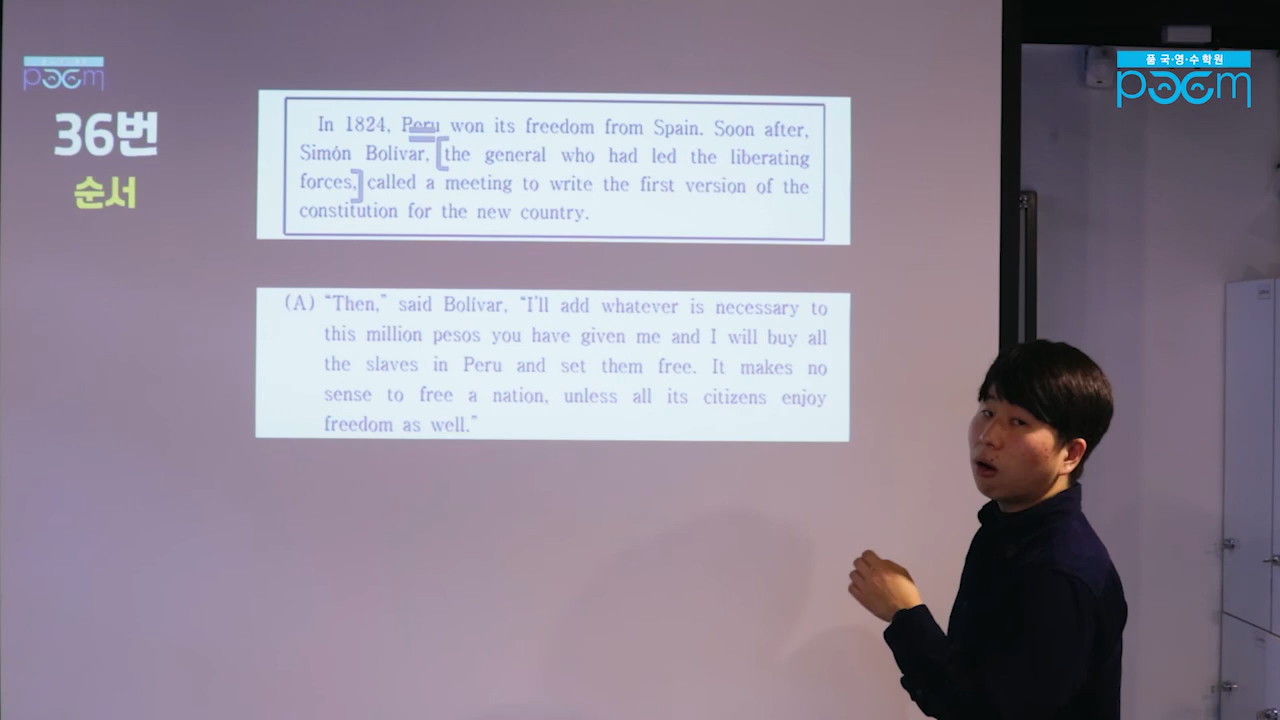 품 국·영·수학원
poem
poem
36번
순서
In 1824, Peru won its freedom from Spain. Soon after,
Simón Bolívar, the general who had led the liberating
forces, called a meeting to write the first version of the
constitution for the new country.
(A) “Then,” said Bolívar, “I’ll add whatever is necessary to
this million pesos you have given me and I will buy all
the slaves in Peru and set them free. It makes no
sense to free a nation, unless all its citizens enjoy
freedom as well.”